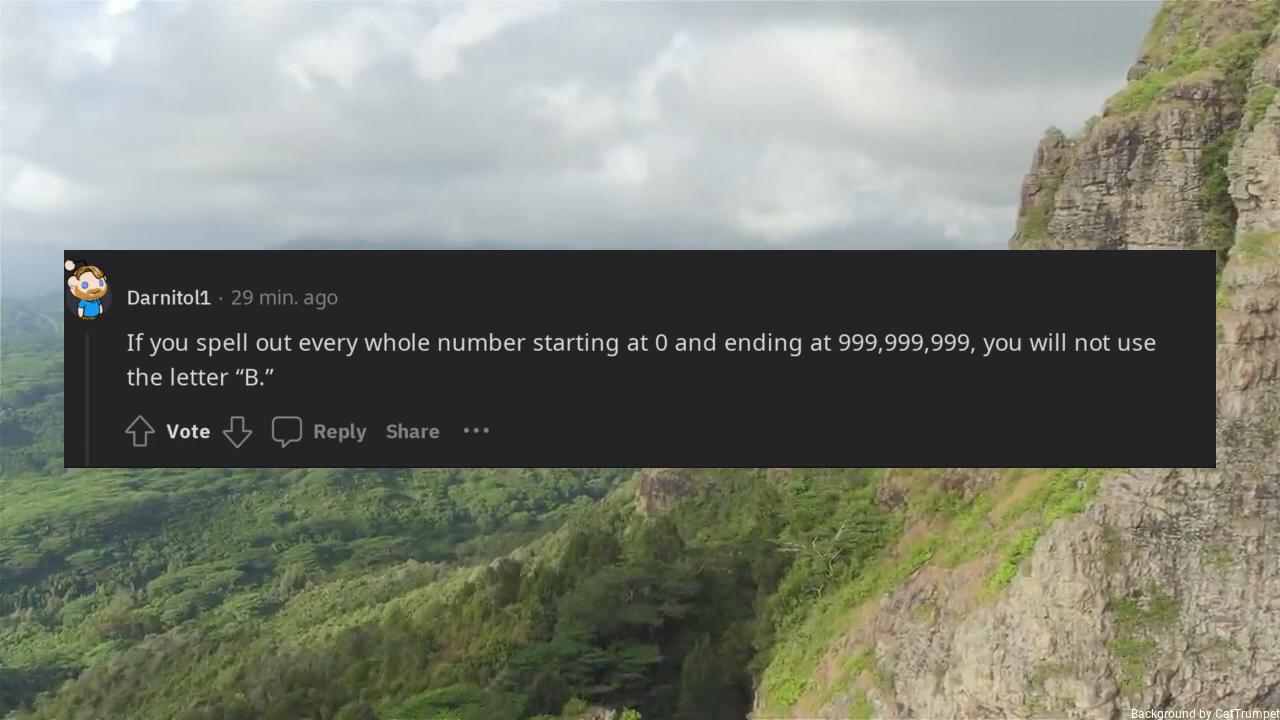 Darnitol1 · 29 min. ago
If you spell out every whole number starting at 0 and ending at 999,999,999, you will not use
the letter “B.”
Vote Reply Share ···
Background by CatTrumpet